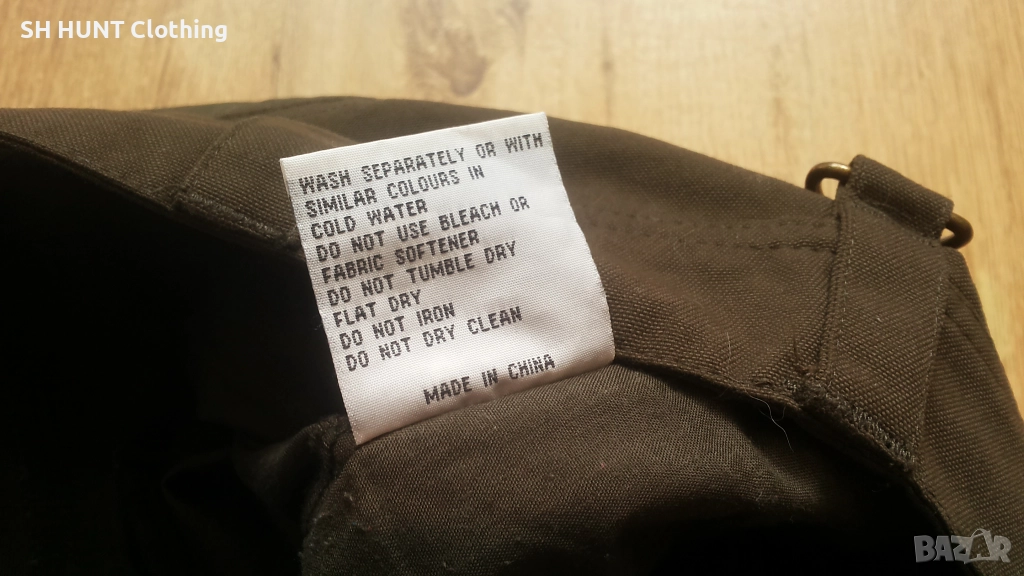 SH HUNT Clothing
WASH SEPARATELY OR WITH
SIMILAR COLOURS IN
COLD WATER
DO NOT USE BLEACH OR
FABRIC SOFTENER
DO NOT TUMBLE DRY
FLAT DRY
DO NOT IRON
DO NOT DRY CLEAN
MADE IN CHINA
BAZAR